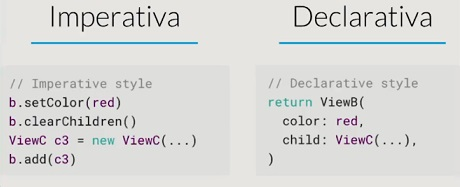 Imperativa
// Imperative style
b.setColor(red)
b.clearChildren()
ViewC c3 = new ViewC(...)
b.add(c3)
Declarativa
// Declarative style
return ViewB(
  color: red,
  child: ViewC(...),
)